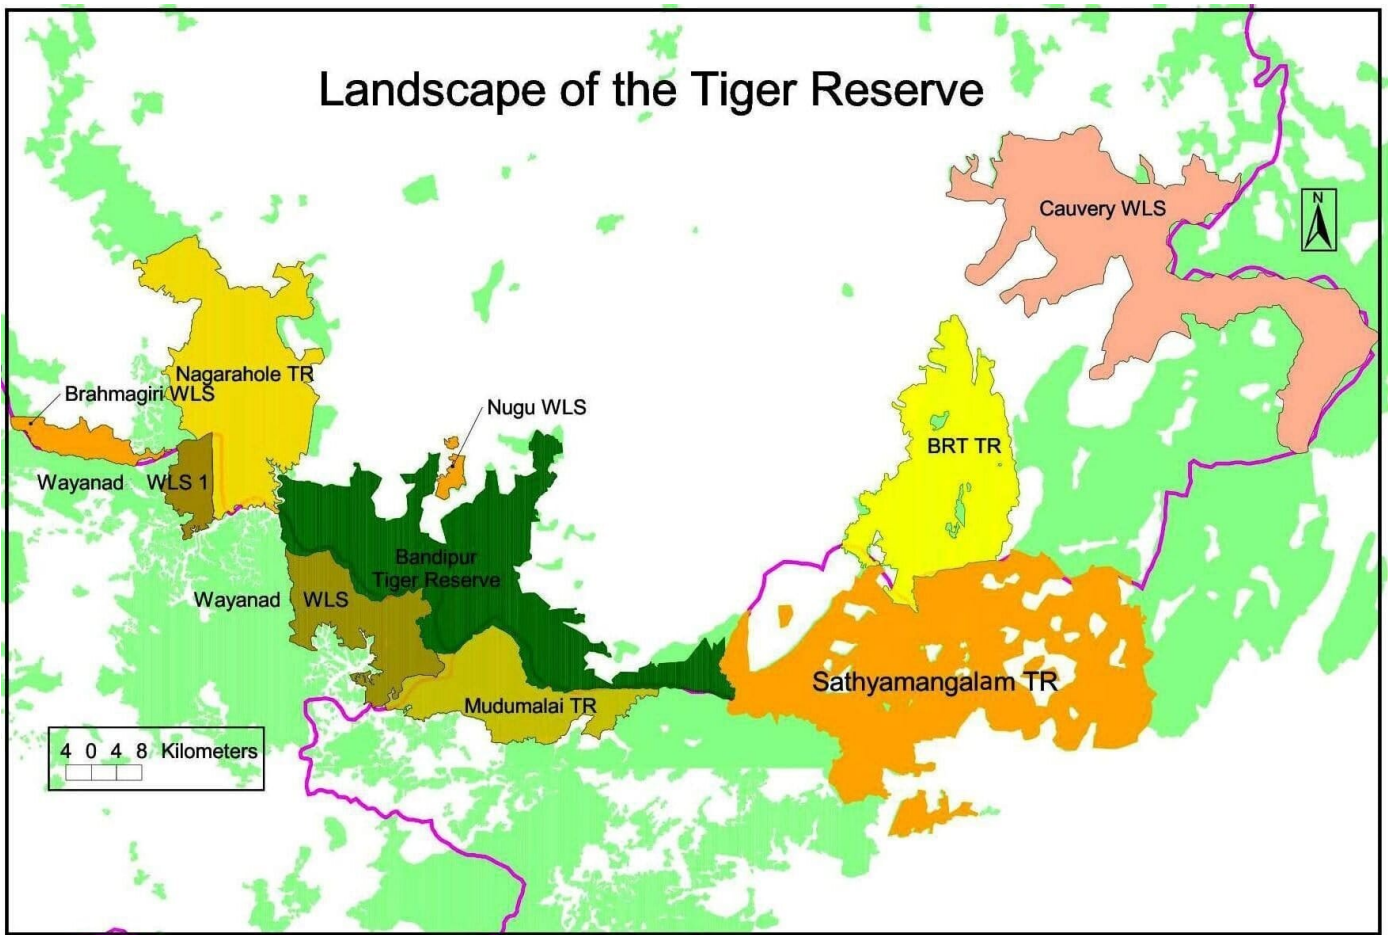 Landscape of the Tiger Reserve
Cauvery WLS
N
Nagarahole TR
Brahmagiri WLS
Nugu WLS
BRT TR
Wayanad WLS 1
Bandipur
Tiger Reserve
Wayanad WLS
Sathyamangalam TR
Mudumalai TR
4 0 4 8 Kilometers